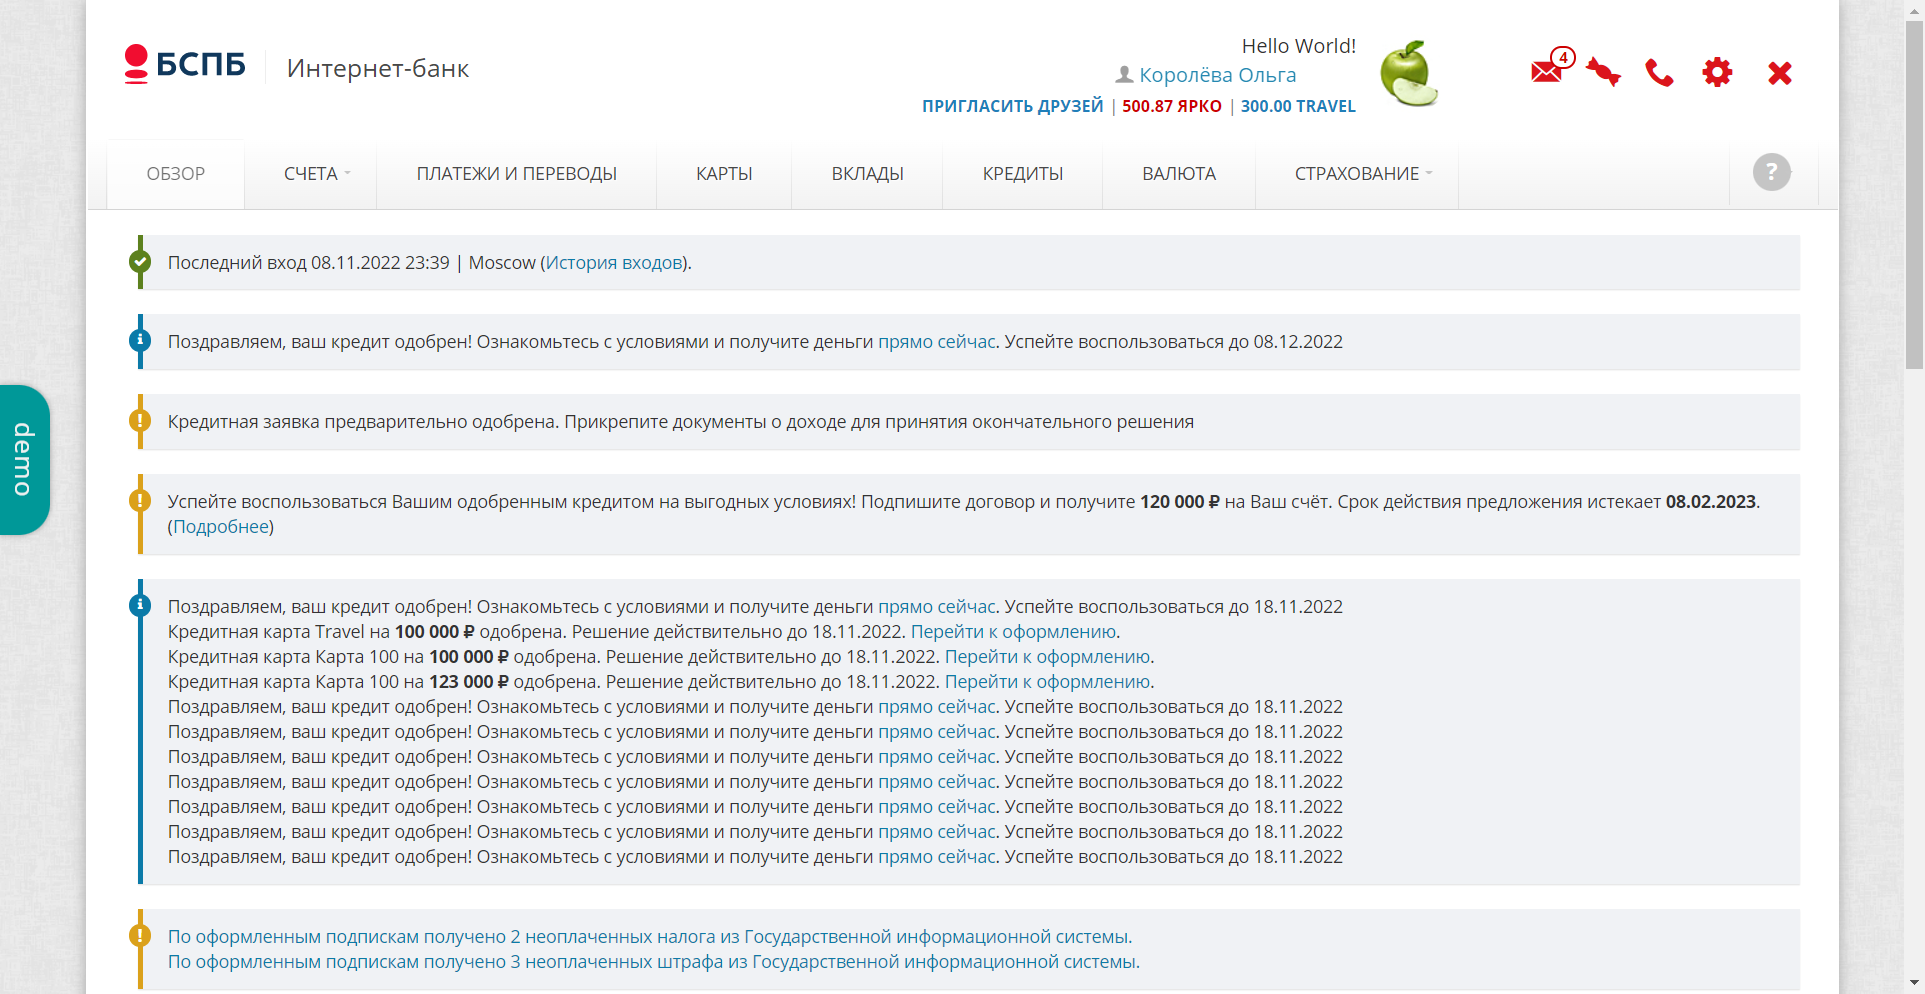 БСПБ
Интернет-банк
Hello World!
Королёва Ольга
ПРИГЛАСИТЬ ДРУЗЕЙ | 500.87 ЯРКО | 300.00 TRAVEL
4
ОБЗОР
СЧЕТА
ПЛАТЕЖИ И ПЕРЕВОДЫ
КАРТЫ
ВКЛАДЫ
КРЕДИТЫ
ВАЛЮТА
СТРАХОВАНИЕ
?
Последний вход 08.11.2022 23:39 | Moscow (История входов).
Поздравляем, ваш кредит одобрен! Ознакомьтесь с условиями и получите деньги прямо сейчас. Успейте воспользоваться до 08.12.2022
Кредитная заявка предварительно одобрена. Прикрепите документы о доходе для принятия окончательного решения
demo
Успейте воспользоваться Вашим одобренным кредитом на выгодных условиях! Подпишите договор и получите 120 000 ₽ на Ваш счёт. Срок действия предложения истекает 08.02.2023.
(Подробнее)
Поздравляем, ваш кредит одобрен! Ознакомьтесь с условиями и получите деньги прямо сейчас. Успейте воспользоваться до 18.11.2022
Кредитная карта Travel на 100 000 ₽ одобрена. Решение действительно до 18.11.2022. Перейти к оформлению.
Кредитная карта Карта 100 на 100 000 ₽ одобрена. Решение действительно до 18.11.2022. Перейти к оформлению.
Кредитная карта Карта 100 на 123 000 ₽ одобрена. Решение действительно до 18.11.2022. Перейти к оформлению.
Поздравляем, ваш кредит одобрен! Ознакомьтесь с условиями и получите деньги прямо сейчас. Успейте воспользоваться до 18.11.2022
Поздравляем, ваш кредит одобрен! Ознакомьтесь с условиями и получите деньги прямо сейчас. Успейте воспользоваться до 18.11.2022
Поздравляем, ваш кредит одобрен! Ознакомьтесь с условиями и получите деньги прямо сейчас. Успейте воспользоваться до 18.11.2022
Поздравляем, ваш кредит одобрен! Ознакомьтесь с условиями и получите деньги прямо сейчас. Успейте воспользоваться до 18.11.2022
Поздравляем, ваш кредит одобрен! Ознакомьтесь с условиями и получите деньги прямо сейчас. Успейте воспользоваться до 18.11.2022
Поздравляем, ваш кредит одобрен! Ознакомьтесь с условиями и получите деньги прямо сейчас. Успейте воспользоваться до 18.11.2022
Поздравляем, ваш кредит одобрен! Ознакомьтесь с условиями и получите деньги прямо сейчас. Успейте воспользоваться до 18.11.2022
По оформленным подпискам получено 2 неоплаченных налога из Государственной информационной системы.
По оформленным подпискам получено 3 неоплаченных штрафа из Государственной информационной системы.